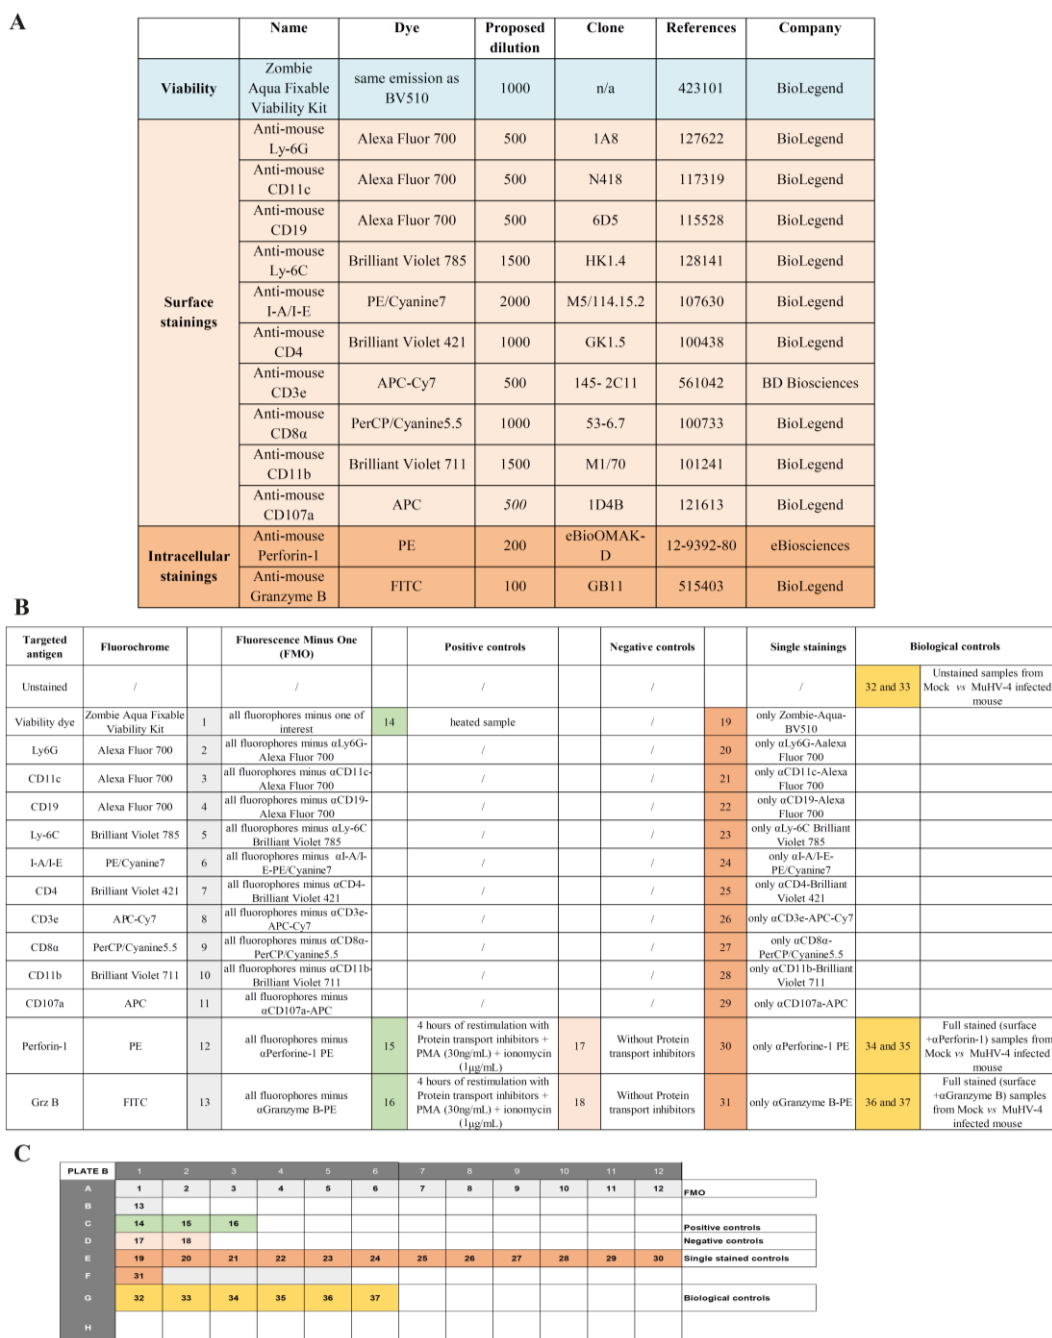 A
Name Dye Proposed dilution Clone References Company
Viability Zombie Aqua Fixable Viability Kit same emission as BV510 1000 n/a 423101 BioLegend
Surface stainings
Anti-mouse Ly-6G Alexa Fluor 700 500 1A8 127622 BioLegend
Anti-mouse CD11c Alexa Fluor 700 500 N418 117319 BioLegend
Anti-mouse CD19 Alexa Fluor 700 500 6D5 115528 BioLegend
Anti-mouse Ly-6C Brilliant Violet 785 1500 HK1.4 128141 BioLegend
Anti-mouse I-A/I-E PE/Cyanine7 2000 M5/114.15.2 107630 BioLegend
Anti-mouse CD4 Brilliant Violet 421 1000 GK1.5 100438 BioLegend
Anti-mouse CD3e APC-Cy7 500 145- 2C11 561042 BD Biosciences
Anti-mouse CD8α PerCP/Cyanine5.5 1000 53-6.7 100733 BioLegend
Anti-mouse CD11b Brilliant Violet 711 1500 M1/70 101241 BioLegend
Anti-mouse CD107a APC 500 1D4B 121613 BioLegend
Intracellular stainings
Anti-mouse Perforin-1 PE 200 eBioOMAK-D 12-9392-80 eBiosciences
Anti-mouse Granzyme B FITC 100 GB11 515403 BioLegend
B
Targeted antigen Fluorochrome Fluorescence Minus One (FMO) Positive controls Negative controls Single stainings Biological controls
Unstained / / / / / 32 and 33 Unstained samples from Mock vs MuHV-4 infected mouse
Viability dye Zombie Aqua Fixable Viability Kit 1 all fluorophores minus one of interest 14 heated sample / 19 only Zombie-Aqua-BV510
Ly6G Alexa Fluor 700 2 all fluorophores minus αLy6G-Alexa Fluor 700 / / 20 only αLy6G-Aalexa Fluor 700
CD11c Alexa Fluor 700 3 all fluorophores minus αCD11c-Alexa Fluor 700 / / 21 only αCD11c-Alexa Fluor 700
CD19 Alexa Fluor 700 4 all fluorophores minus αCD19-Alexa Fluor 700 / / 22 only αCD19-Alexa Fluor 700
Ly-6C Brilliant Violet 785 5 all fluorophores minus αLy-6C Brilliant Violet 785 / / 23 only αLy-6C Brilliant Violet 785
I-A/I-E PE/Cyanine7 6 all fluorophores minus αI-A/I-E-PE/Cyanine7 / / 24 only αI-A/I-E-PE/Cyanine7
CD4 Brilliant Violet 421 7 all fluorophores minus αCD4-Brilliant Violet 421 / / 25 only αCD4-Brilliant Violet 421
CD3e APC-Cy7 8 all fluorophores minus αCD3e-APC-Cy7 / / 26 only αCD3e-APC-Cy7
CD8α PerCP/Cyanine5.5 9 all fluorophores minus αCD8α-PerCP/Cyanine5.5 / / 27 only αCD8α-PerCP/Cyanine5.5
CD11b Brilliant Violet 711 10 all fluorophores minus αCD11b-Brilliant Violet 711 / / 28 only αCD11b-Brilliant Violet 711
CD107a APC 11 all fluorophores minus αCD107a-APC / / 29 only αCD107a-APC
Perforin-1 PE 12 all fluorophores minus αPerforine-1 PE 15 4 hours of restimulation with Protein transport inhibitors + PMA (30ng/mL) + ionomycin (1µg/mL) 17 Without Protein transport inhibitors 30 only αPerforine-1 PE 34 and 35 Full stained (surface +αPerforin-1) samples from Mock vs MuHV-4 infected mouse
Grz B FITC 13 all fluorophores minus αGranzyme B-PE 16 4 hours of restimulation with Protein transport inhibitors + PMA (30ng/mL) + ionomycin (1µg/mL) 18 Without Protein transport inhibitors 31 only αGranzyme B-PE 36 and 37 Full stained (surface +αGranzyme B) samples from Mock vs MuHV-4 infected mouse
C
PLATE B 1 2 3 4 5 6 7 8 9 10 11 12
A 1 2 3 4 5 6 7 8 9 10 11 12 FMO
B 13
C 14 15 16 Positive controls
D 17 18 Negative controls
E 19 20 21 22 23 24 25 26 27 28 29 30 Single stained controls
F 31
G 32 33 34 35 36 37 Biological controls
H